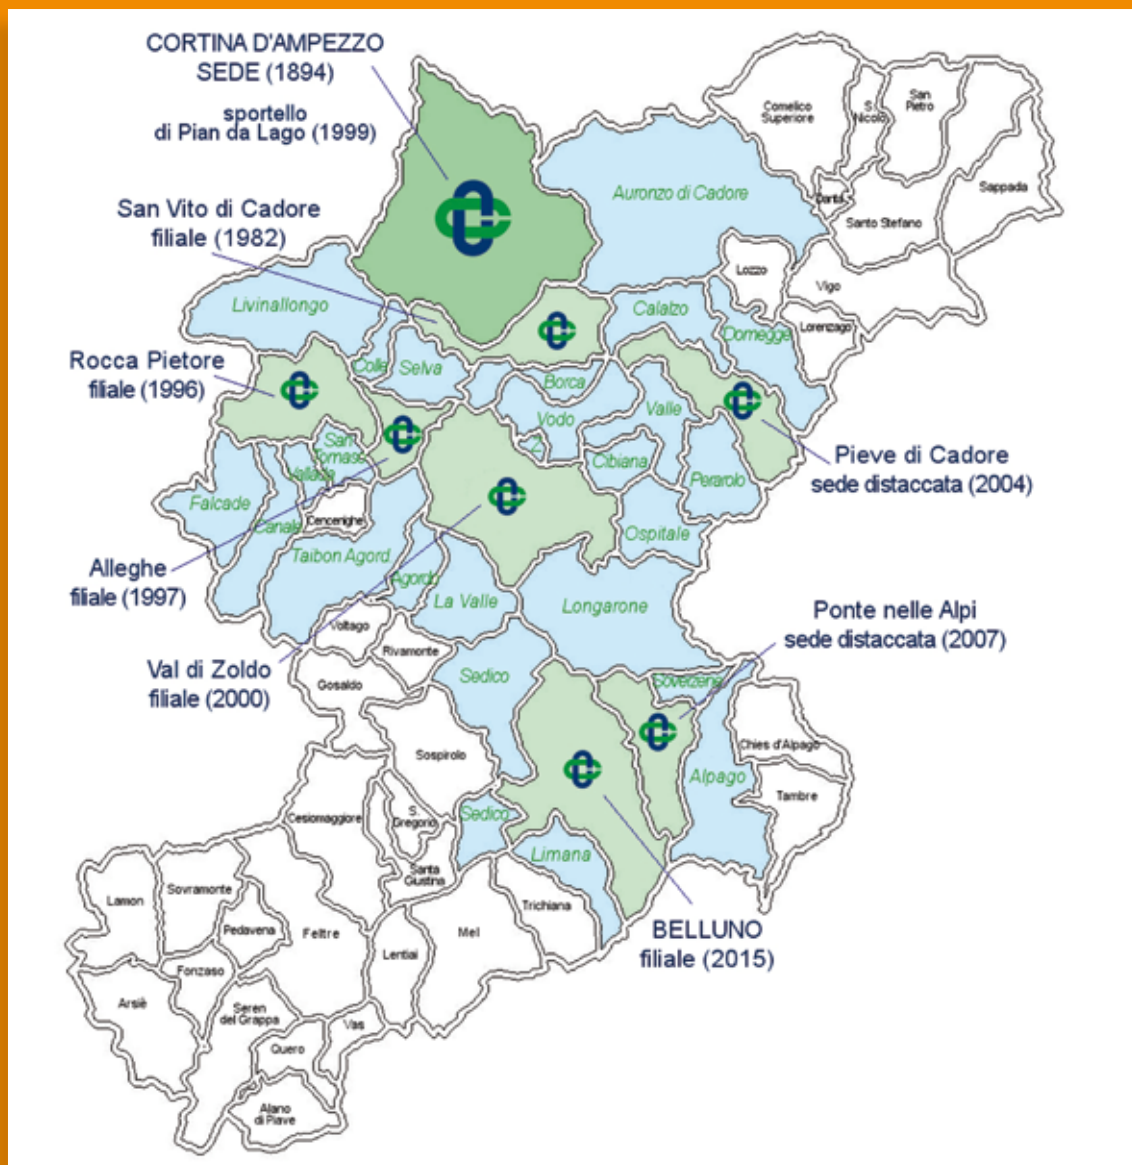 CORTINA D'AMPEZZO
SEDE (1894)
sportello
di Pian da Lago (1999)
San Vito di Cadore
filiale (1982)
Rocca Pietore
filiale (1996)
Alleghe
filiale (1997)
Val di Zoldo
filiale (2000)
Pieve di Cadore
sede distaccata (2004)
Ponte nelle Alpi
sede distaccata (2007)
BELLUNO
filiale (2015)
Comelico
Superiore
S.
Nicolo
San
Pietro
Sappada
Danta
Santo Stefano
Auronzo di Cadore
Lozzo
Vigo
Lorenzago
Livinallongo
Calalzo
Domegge
Colle
Selva
Borca
Vodo
Valle
Z.
Cibiana
Perarolo
San
Tomaso
Vallada
Falcade
Canale
Cencenighe
Taibon Agord
Ospitale
Agordo
La Valle
Longarone
Voltago
Rivamonte
Gosaldo
Sedico
Soverzene
Sospirolo
Chies d'Alpago
Alpago
Tambre
Cesiomaggiore
S.
Gregorio
Sedico
Limana
Santa
Giustina
Lamon
Sovramonte
Trichiana
Pedavena
Feltre
Mel
Lentiai
Fonzaso
Arsiè
Seren
del Grappa
Vas
Quero
Alano
di Piave